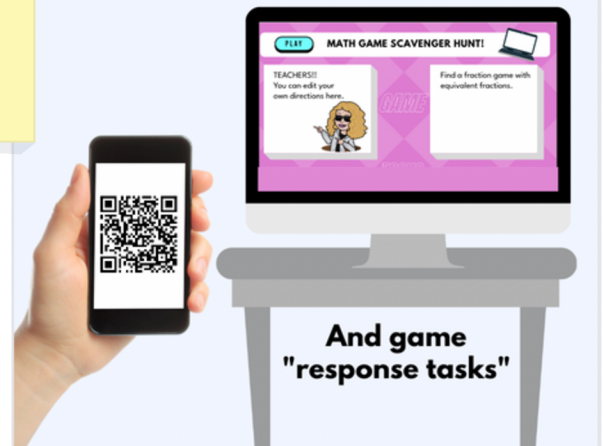 PLAY
MATH GAME SCAVENGER HUNT!
TEACHERS!!!
You can edit your
own directions here.
Find a fraction game with
equivalent fractions.
GAME
And game
"response tasks"